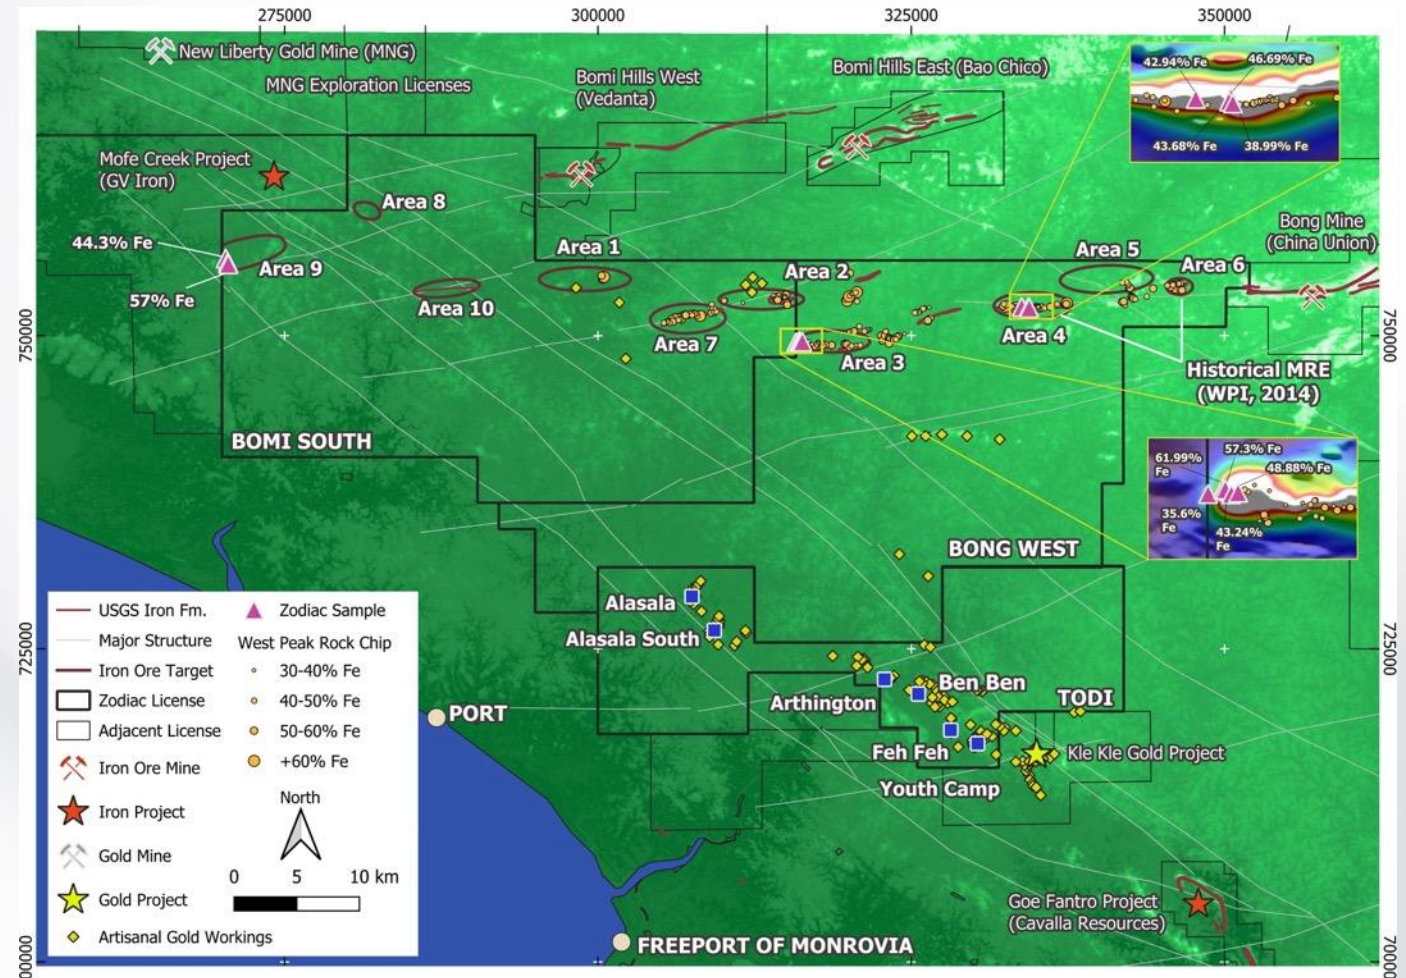 275000
300000
325000
350000
New Liberty Gold Mine (MNG)
MNG Exploration Licenses
Bomi Hills West
(Vedanta)
Bomi Hills East (Bao Chico)
42.94% Fe
46.69% Fe
43.68% Fe
38.99% Fe
Mofe Creek Project
(GV Iron)
Area 8
44.3% Fe
Area 9
57% Fe
Area 10
Area 1
Area 2
Area 7
Area 3
Area 5
Area 6
Area 4
Bong Mine
(China Union)
Historical MRE
(WPI, 2014)
750000
750000
BOMI SOUTH
61.99%
Fe
57.3% Fe
48.88% Fe
35.6%
Fe
43.24%
Fe
BONG WEST
Alasala
Alasala South
Arthington
Ben Ben
TODI
Feh Feh
Kle Kle Gold Project
Youth Camp
725000
725000
PORT
USGS Iron Fm.
Major Structure
Iron Ore Target
Zodiac License
Adjacent License
Iron Ore Mine
Iron Project
Gold Mine
Gold Project
Artisanal Gold Workings
Zodiac Sample
West Peak Rock Chip
30-40% Fe
40-50% Fe
50-60% Fe
+60% Fe
North
0 5 10 km
Goe Fantro Project
(Cavalla Resources)
FREEPORT OF MONROVIA